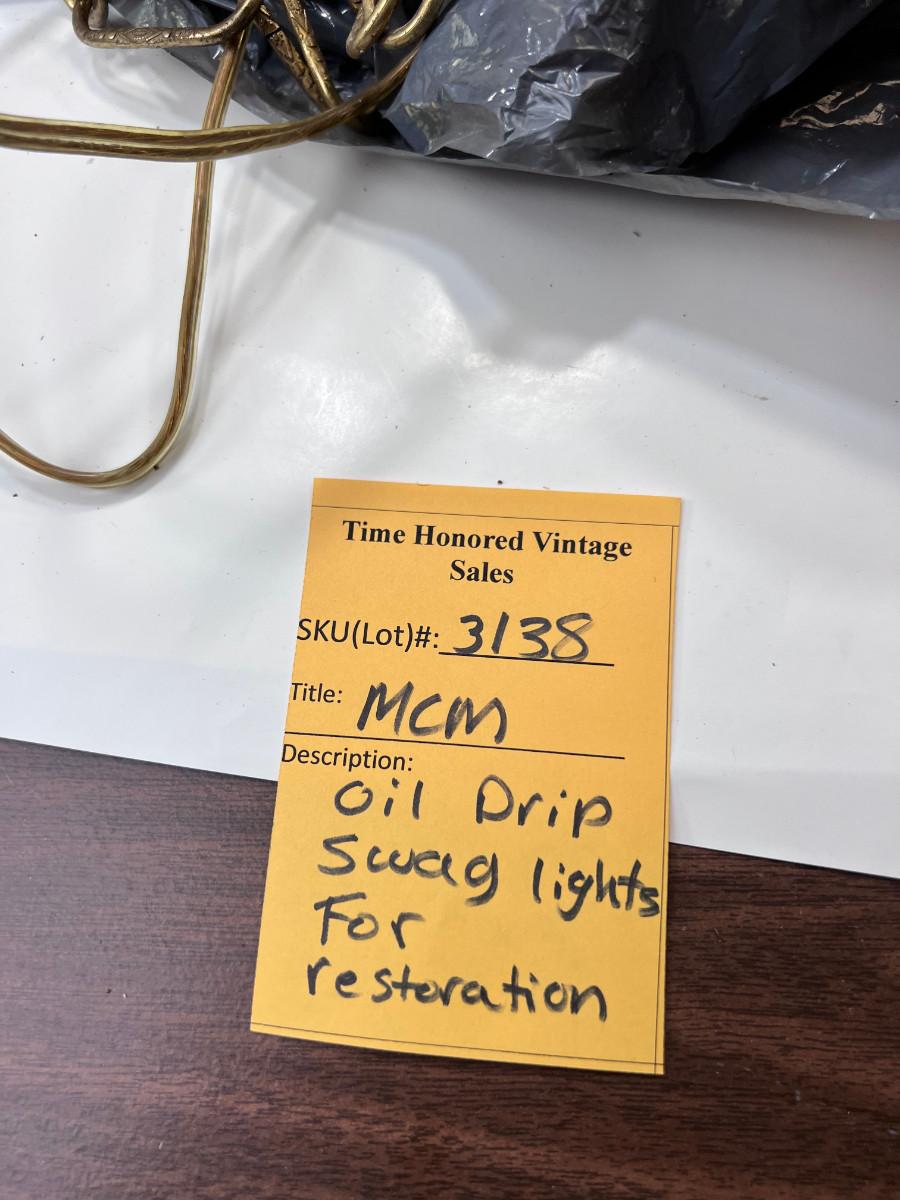 Time Honored Vintage
Sales
SKU(Lot)#: 3138
Title: MCM
Description:
Oil Drip
Swag lights
For
restoration